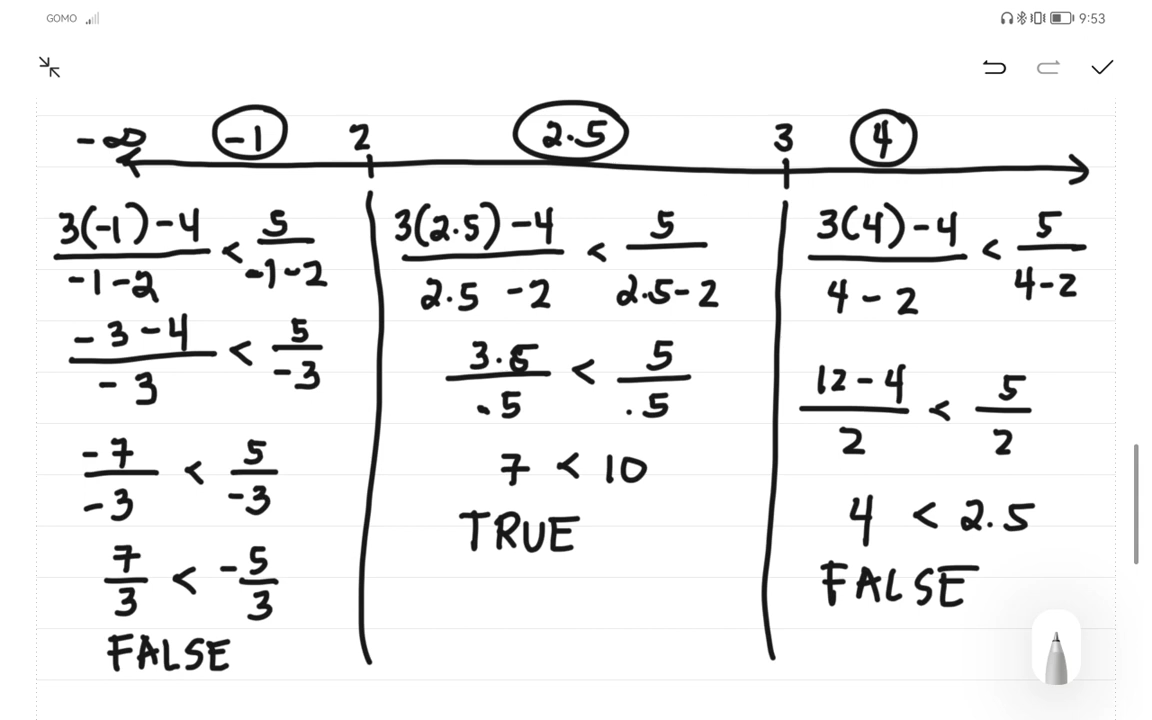 GOMO 9:53
-∞ -1 2 2.5 3 4
3(-1)-4/-1-2 < 5/-1-2
-3-4/-3 < 5/-3
-7/-3 < 5/-3
7/3 < -5/3
FALSE
3(2.5)-4/2.5-2 < 5/2.5-2
3.5/.5 < 5/.5
7 < 10
TRUE
3(4)-4/4-2 < 5/4-2
12-4/2 < 5/2
4 < 2.5
FALSE